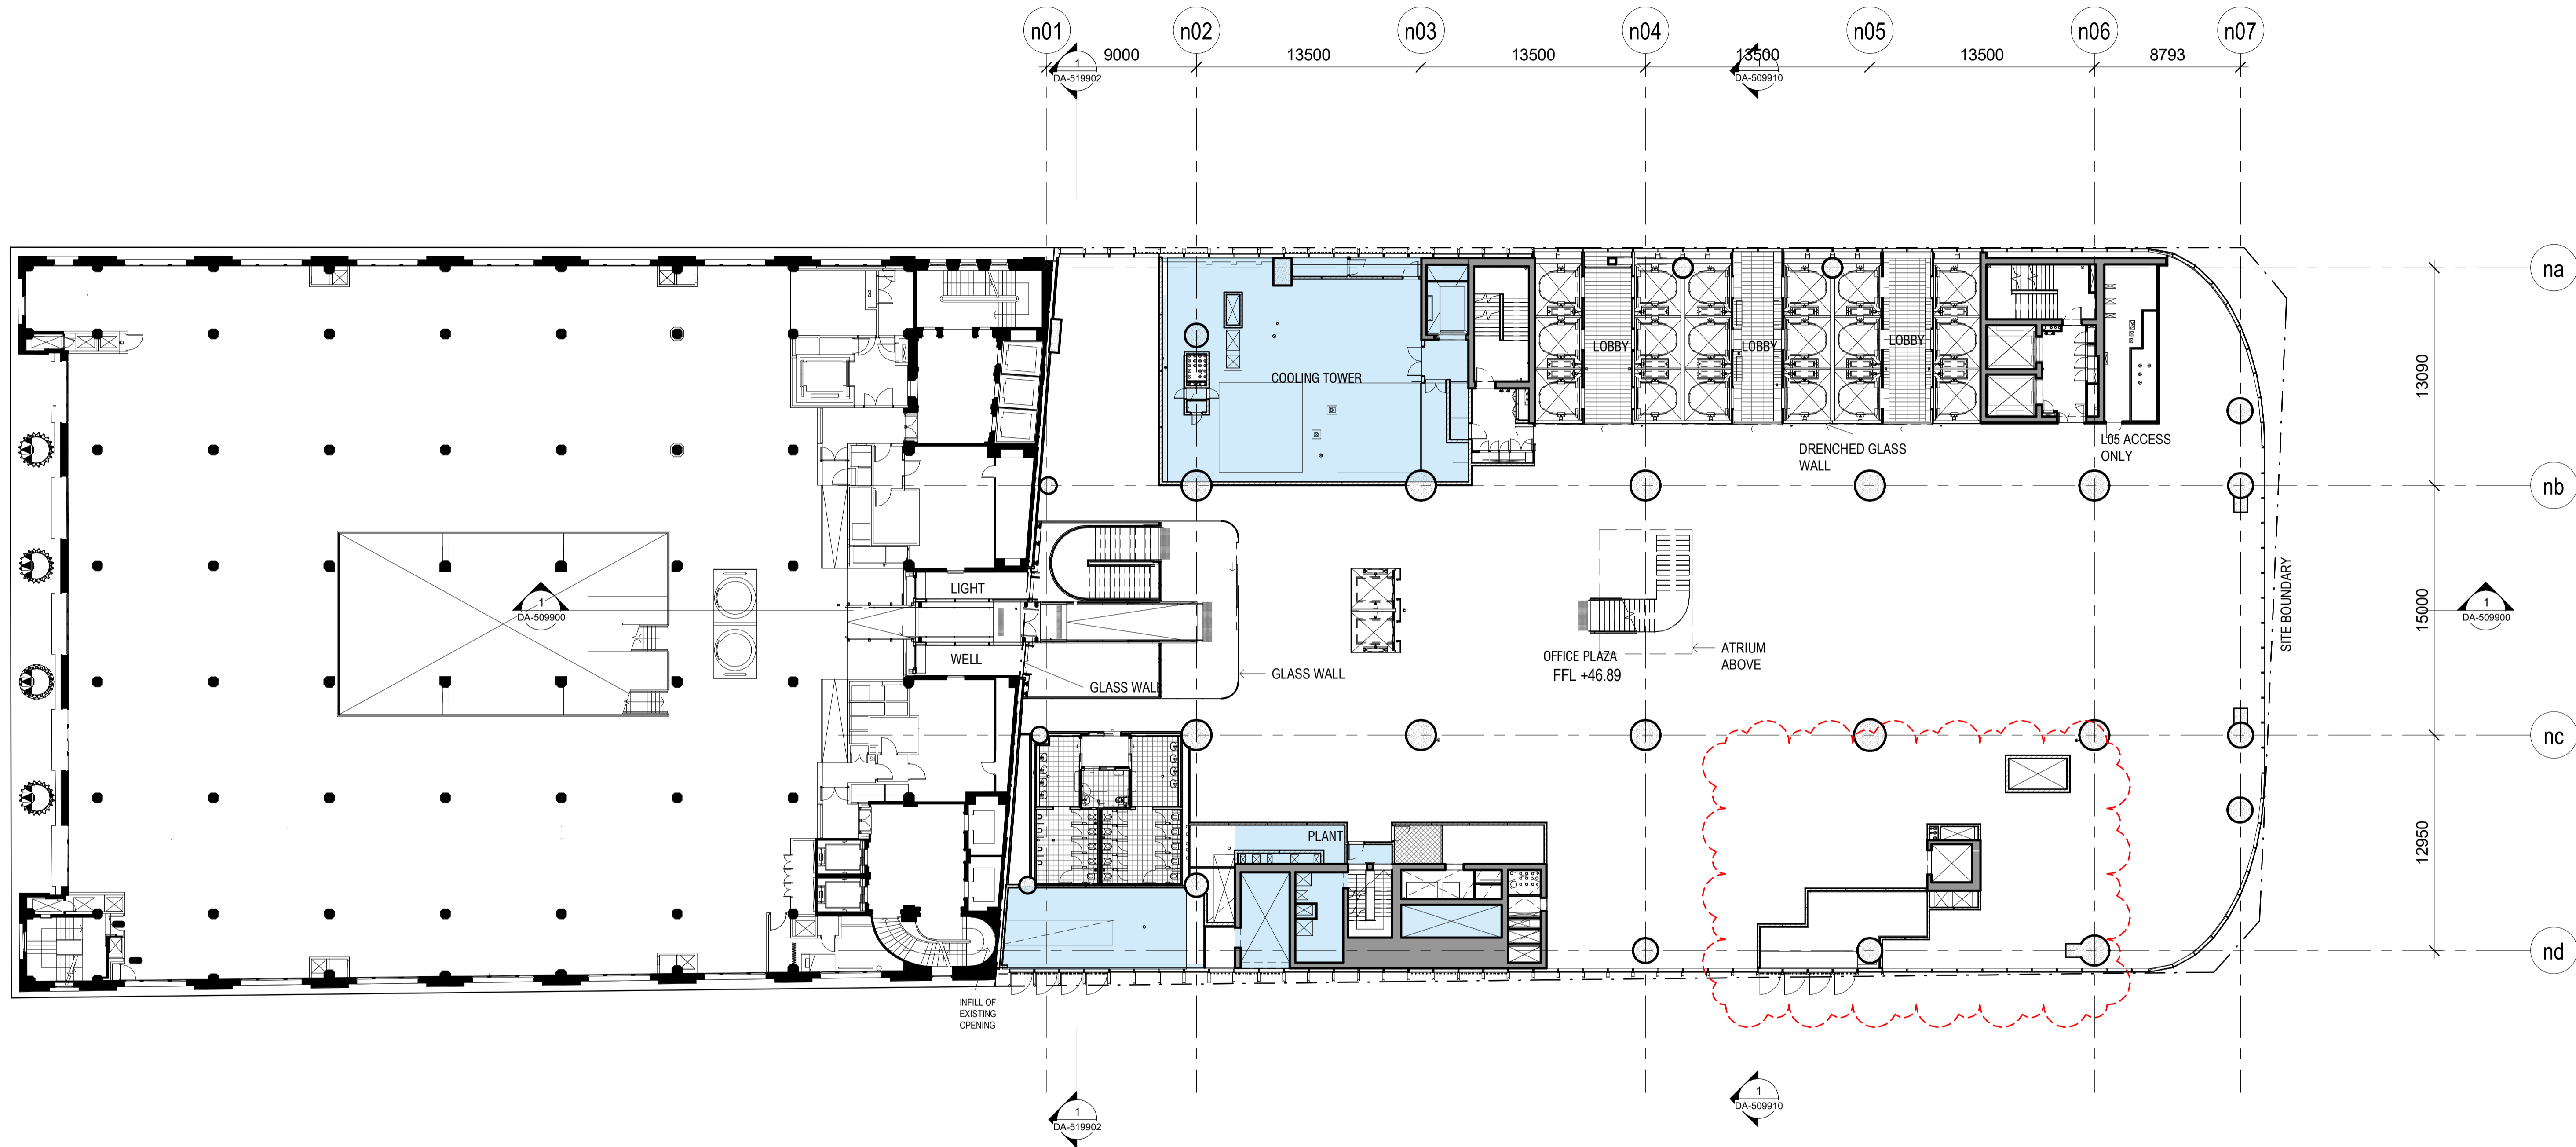 n01
n02
n03
n04
n05
n06
n07
9000
13500
13500
13500
13500
8793
1
DA-519902
1
DA-509910
na
13090
nb
15000
nc
12950
nd
COOLING TOWER
LOBBY
LOBBY
LOBBY
DRENCHED GLASS
WALL
L05 ACCESS
ONLY
LIGHT
WELL
GLASS WALL
GLASS WALL
OFFICE PLAZA
FFL +46.89
ATRIUM
ABOVE
SITE BOUNDARY
1
DA-509900
1
DA-509900
PLANT
INFILL OF
EXISTING
OPENING
1
DA-519902
1
DA-509910